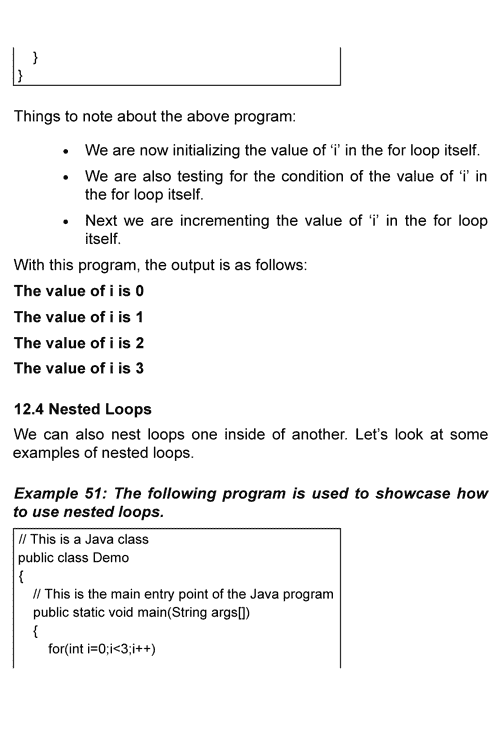 }
}
Things to note about the above program:
• We are now initializing the value of ‘i’ in the for loop itself.
• We are also testing for the condition of the value of ‘i’ in
the for loop itself.
• Next we are incrementing the value of ‘i’ in the for loop
itself.
With this program, the output is as follows:
The value of i is 0
The value of i is 1
The value of i is 2
The value of i is 3
12.4 Nested Loops
We can also nest loops one inside of another. Let’s look at some
examples of nested loops.
Example 51: The following program is used to showcase how
to use nested loops.
// This is a Java class
public class Demo
{
// This is the main entry point of the Java program
public static void main(String args[])
{
for(int i=0;i<3;i++)